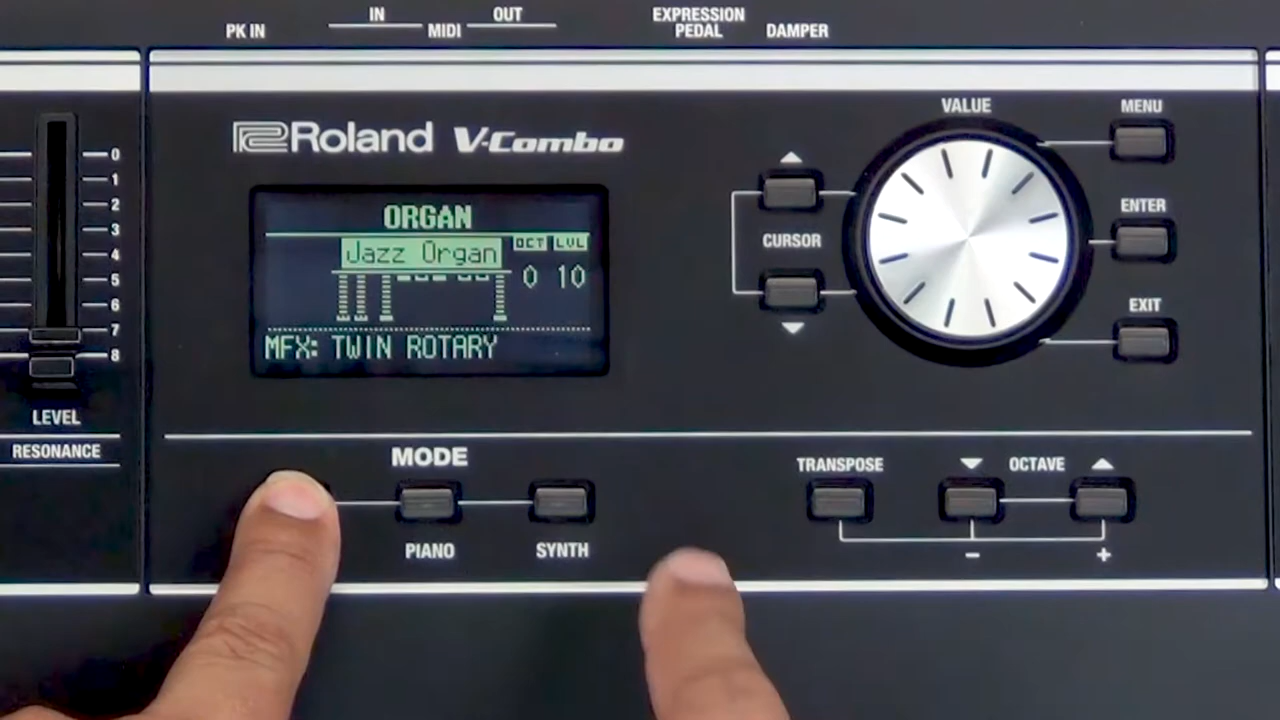 IN OUT
PK IN MIDI
EXPRESSION
PEDAL DAMPER
0
1
2
3
4
5
6
7
8
LEVEL
RESONANCE
Roland V-Combo
ORGAN
Jazz Organ OCT LVL
0 10
MFX: TWIN ROTARY
VALUE
MENU
CURSOR
ENTER
EXIT
MODE
PIANO SYNTH
TRANSPOSE OCTAVE
- +